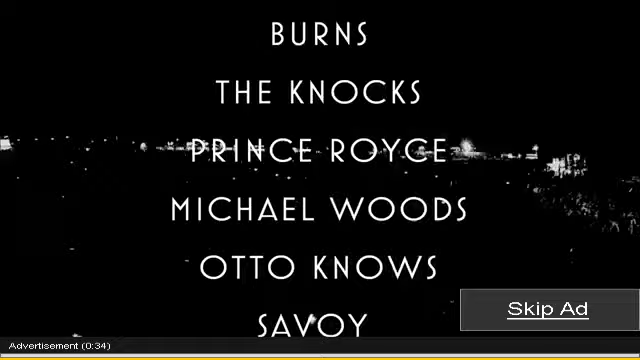 BURNS
THE KNOCKS
PRINCE ROYCE
MICHAEL WOODS
OTTO KNOWS
SAVOY
Skip Ad
Advertisement (0:34)